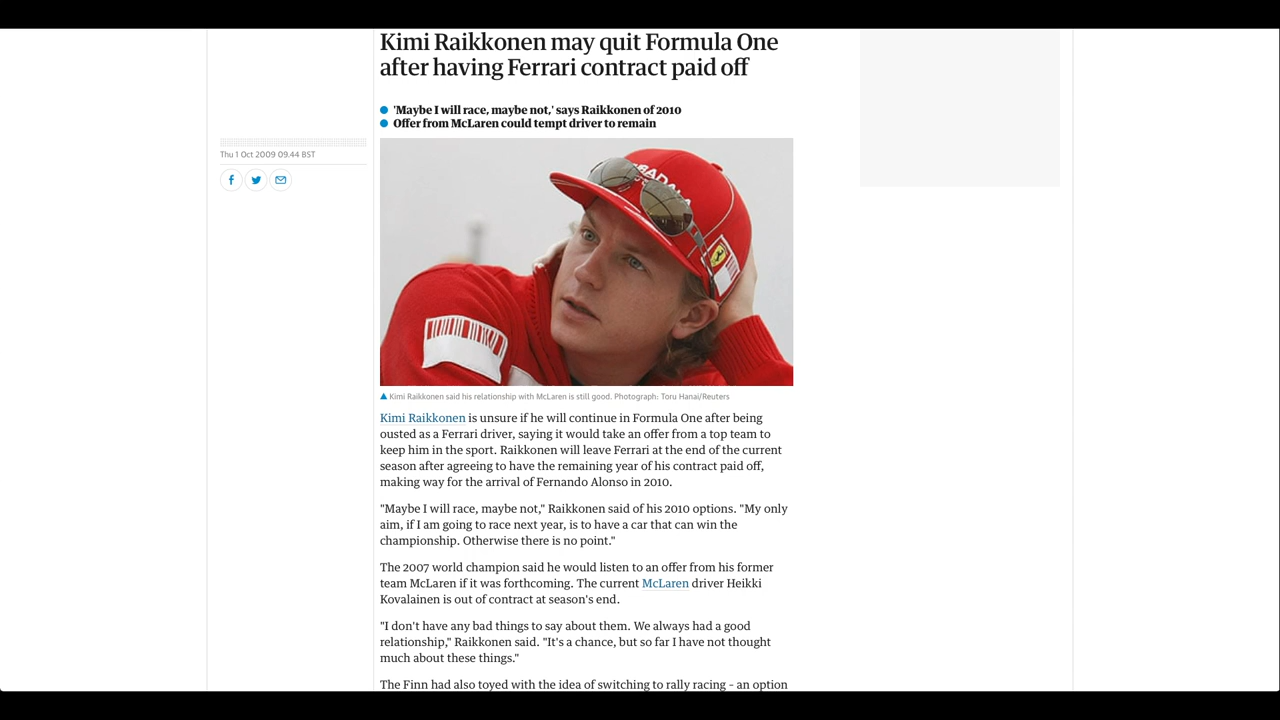 Kimi Raikkonen may quit Formula One
after having Ferrari contract paid off
'Maybe I will race, maybe not,' says Raikkonen of 2010
Offer from McLaren could tempt driver to remain
Thu 1 Oct 2009 09.44 BST
Kimi Raikkonen said his relationship with McLaren is still good. Photograph: Toru Hanai/Reuters
Kimi Raikkonen is unsure if he will continue in Formula One after being
ousted as a Ferrari driver, saying it would take an offer from a top team to
keep him in the sport. Raikkonen will leave Ferrari at the end of the current
season after agreeing to have the remaining year of his contract paid off,
making way for the arrival of Fernando Alonso in 2010.
"Maybe I will race, maybe not," Raikkonen said of his 2010 options. "My only
aim, if I am going to race next year, is to have a car that can win the
championship. Otherwise there is no point."
The 2007 world champion said he would listen to an offer from his former
team McLaren if it was forthcoming. The current McLaren driver Heikki
Kovalainen is out of contract at season's end.
"I don't have any bad things to say about them. We always had a good
relationship," Raikkonen said. "It's a chance, but so far I have not thought
much about these things."
The Finn had also toyed with the idea of switching to rally racing – an option